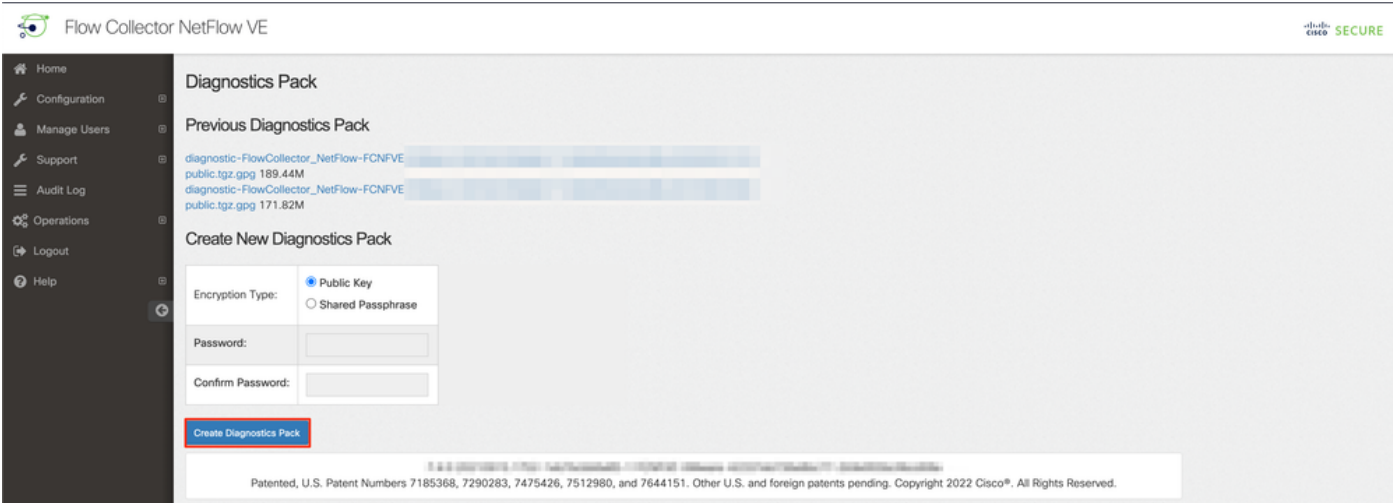 Flow Collector NetFlow VE
cisco SECURE
Home
Configuration
Manage Users
Support
Audit Log
Operations
Logout
Help
Diagnostics Pack
Previous Diagnostics Pack
diagnostic-FlowCollector_NetFlow-FCNFVE
public.tgz.gpg 189.44M
diagnostic-FlowCollector_NetFlow-FCNFVE
public.tgz.gpg 171.82M
Create New Diagnostics Pack
Encryption Type:
Public Key
Shared Passphrase
Password:
Confirm Password:
Create Diagnostics Pack
Patented, U.S. Patent Numbers 7185368, 7290283, 7475426, 7512980, and 7644151. Other U.S. and foreign patents pending. Copyright 2022 Cisco®. All Rights Reserved.